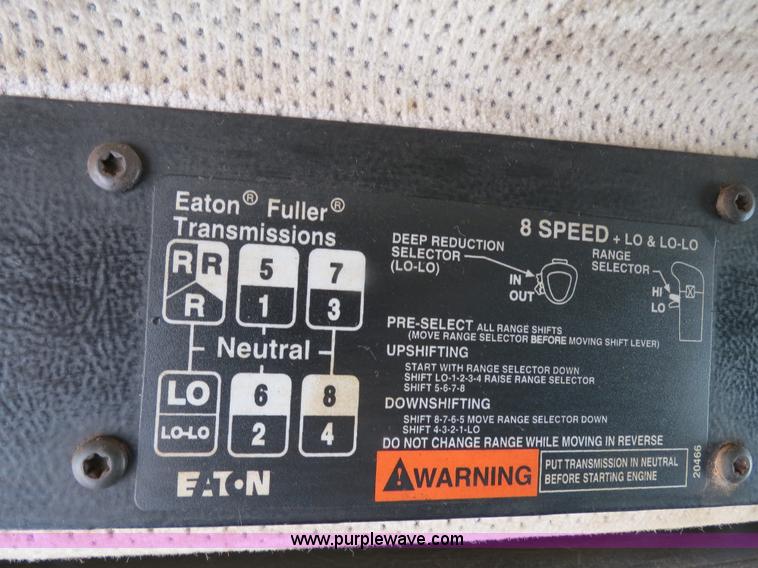 Eaton® Fuller®
Transmissions
8 SPEED + LO & LO-LO
R R
R
5
1
7
3
Neutral
LO
LO-LO
6
2
8
4
EATON
DEEP REDUCTION
SELECTOR
(LO-LO)
IN
OUT
RANGE
SELECTOR
HI
LO
PRE-SELECT ALL RANGE SHIFTS
(MOVE RANGE SELECTOR BEFORE MOVING SHIFT LEVER)
UPSHIFTING
START WITH RANGE SELECTOR DOWN
SHIFT LO-1-2-3-4 RAISE RANGE SELECTOR
SHIFT 5-6-7-8
DOWNSHIFTING
SHIFT 8-7-6-5 MOVE RANGE SELECTOR DOWN
SHIFT 4-3-2-1-LO
DO NOT CHANGE RANGE WHILE MOVING IN REVERSE
WARNING
PUT TRANSMISSION IN NEUTRAL
BEFORE STARTING ENGINE
20466
www.purplewave.com